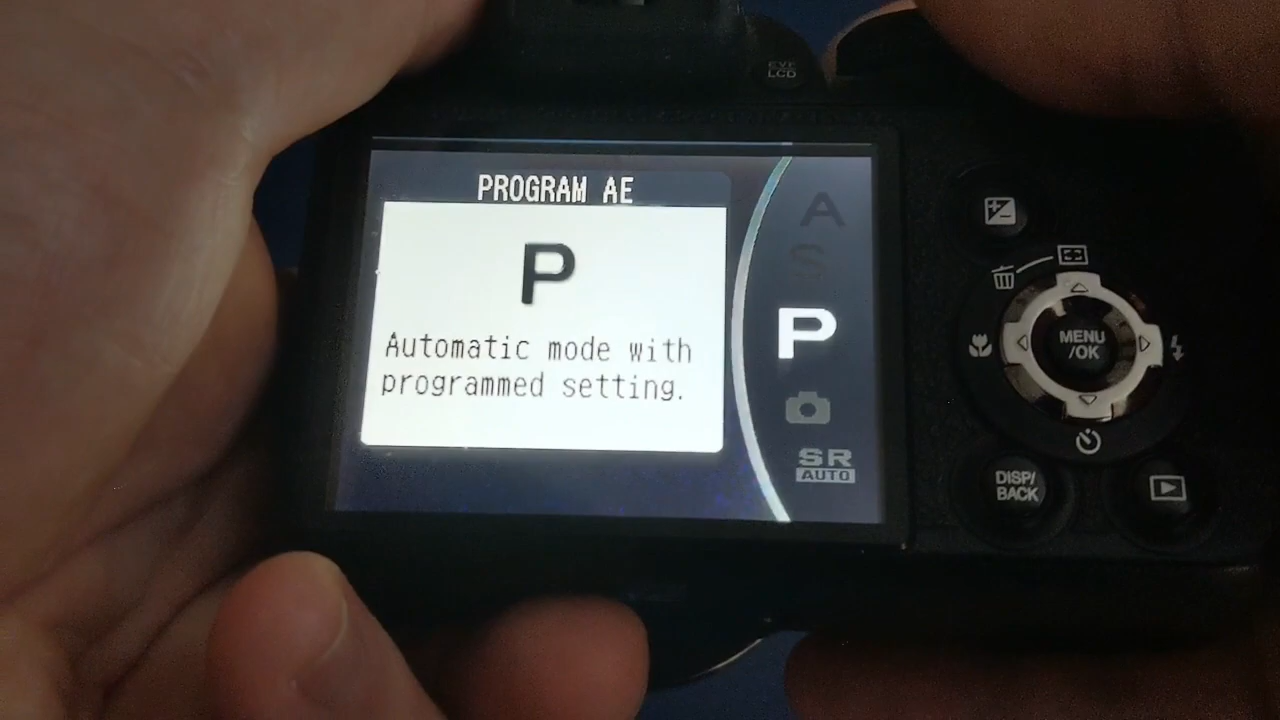 EVF
LCD
PROGRAM AE
P
Automatic mode with
programmed setting.
A
S
P
SR
AUTO
MENU
/OK
DISP/
BACK